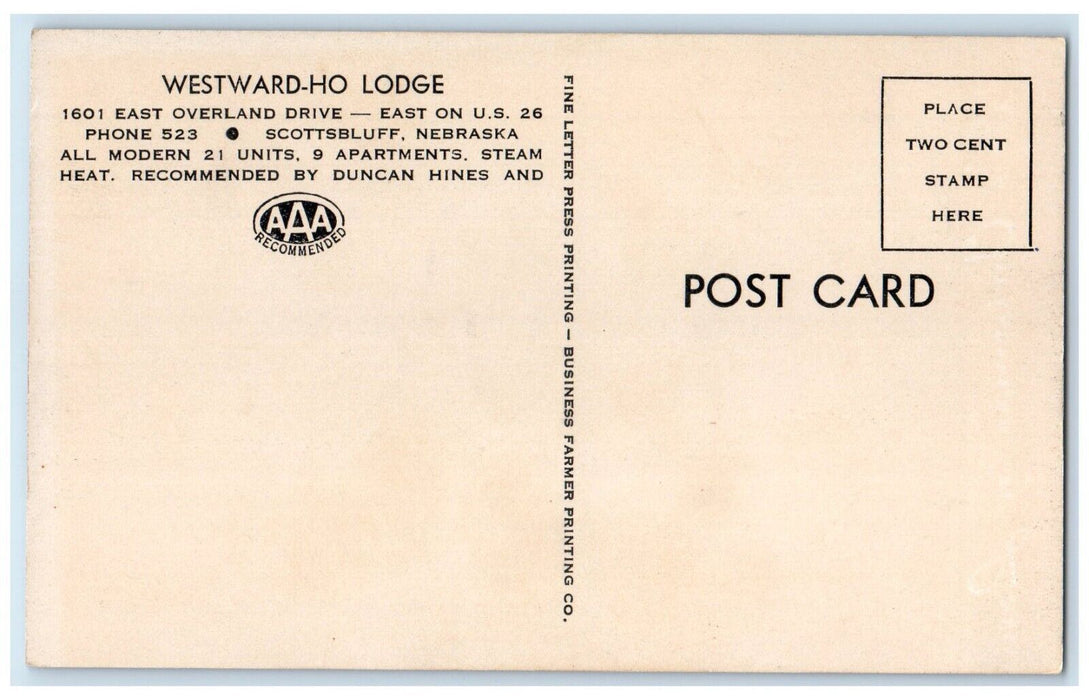 WESTWARD-HO LODGE
1601 EAST OVERLAND DRIVE — EAST ON U.S. 26
PHONE 523 ● SCOTTSBLUFF, NEBRASKA
ALL MODERN 21 UNITS, 9 APARTMENTS. STEAM
HEAT. RECOMMENDED BY DUNCAN HINES AND
AAA
RECOMMENDED
FINE LETTER PRESS PRINTING – BUSINESS FARMER PRINTING CO.
PLACE
TWO CENT
STAMP
HERE
POST CARD